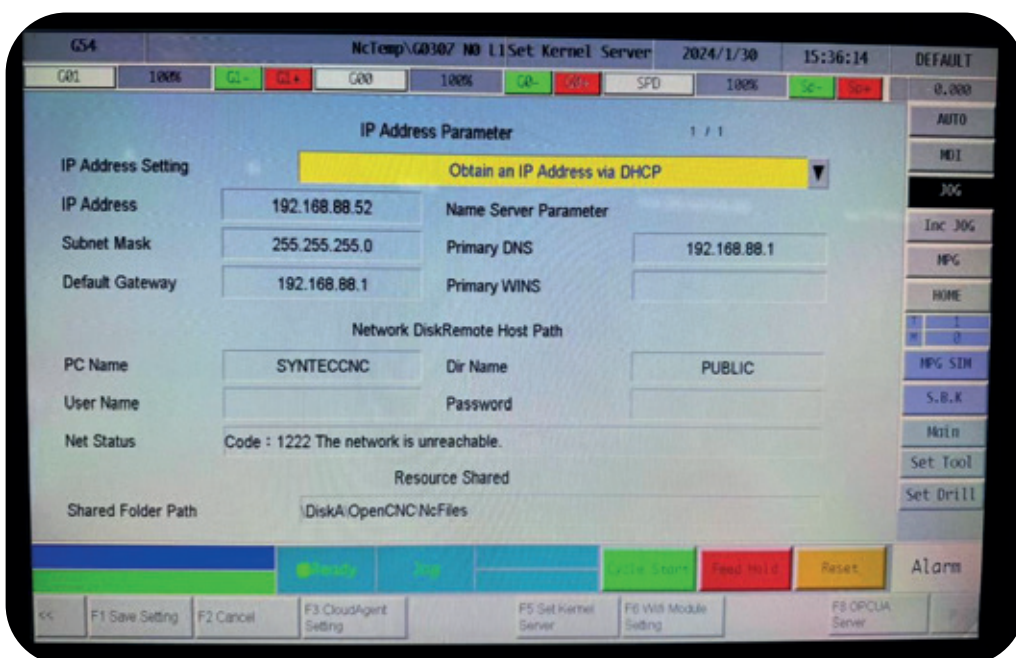 G54 NcTemp\G0307 N0 L1 Set Kernel Server 2024/1/30 15:36:14 DEFAULT
G01 100% G1- G1+ G00 100% G0- G0+ SPD 100% Sp- Sp+ 0.000
IP Address Parameter 1 / 1 AUTO
MDI
IP Address Setting Obtain an IP Address via DHCP ▼
JOG
IP Address 192.168.88.52 Name Server Parameter
Inc JOG
Subnet Mask 255.255.255.0 Primary DNS 192.168.88.1
MPG
Default Gateway 192.168.88.1 Primary WINS
HOME
Network DiskRemote Host Path
T 1
M 0
PC Name SYNTECCNC Dir Name PUBLIC MPG SIM
User Name Password S.B.K
Net Status Code : 1222 The network is unreachable. Main
Resource Shared Set Tool
Set Drill
Shared Folder Path \DiskA\OpenCNC\NcFiles
Ready Jog Cycle Start Feed Hold Reset Alarm
<< F1 Save Setting F2 Cancel F3 CloudAgent Setting F5 Set Kernel Server F6 Wifi Module Setting F8 OPCUA Server